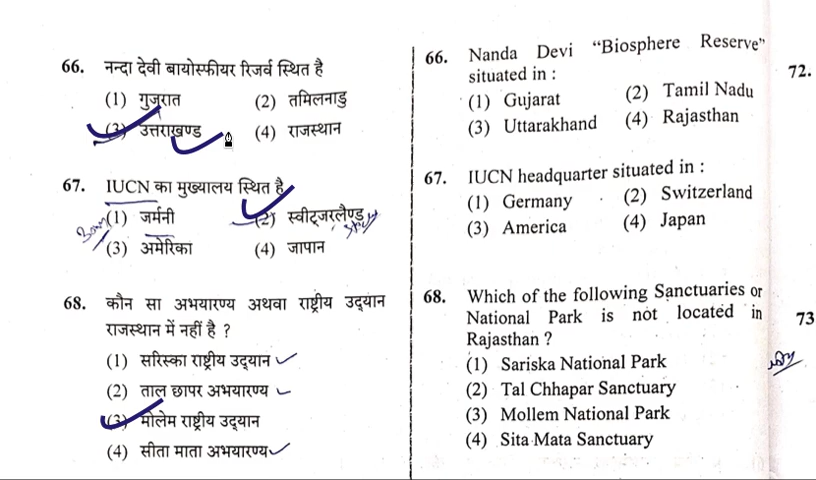 66. नन्दा देवी बायोस्फीयर रिजर्व स्थित है
(1) गुजरात (2) तमिलनाडु
(3) उत्तराखण्ड (4) राजस्थान
67. IUCN का मुख्यालय स्थित है
(1) जर्मनी (2) स्वीट्जरलैण्ड
(3) अमेरिका (4) जापान
68. कौन सा अभयारण्य अथवा राष्ट्रीय उद्यान
राजस्थान में नहीं है ?
(1) सरिस्का राष्ट्रीय उद्यान
(2) ताल छापर अभयारण्य
(3) मोलेम राष्ट्रीय उद्यान
(4) सीता माता अभयारण्य
66. Nanda Devi “Biosphere Reserve”
situated in :
(1) Gujarat (2) Tamil Nadu
(3) Uttarakhand (4) Rajasthan
67. IUCN headquarter situated in :
(1) Germany (2) Switzerland
(3) America (4) Japan
68. Which of the following Sanctuaries or
National Park is not located in
Rajasthan ?
(1) Sariska National Park
(2) Tal Chhapar Sanctuary
(3) Mollem National Park
(4) Sita Mata Sanctuary
72.
73